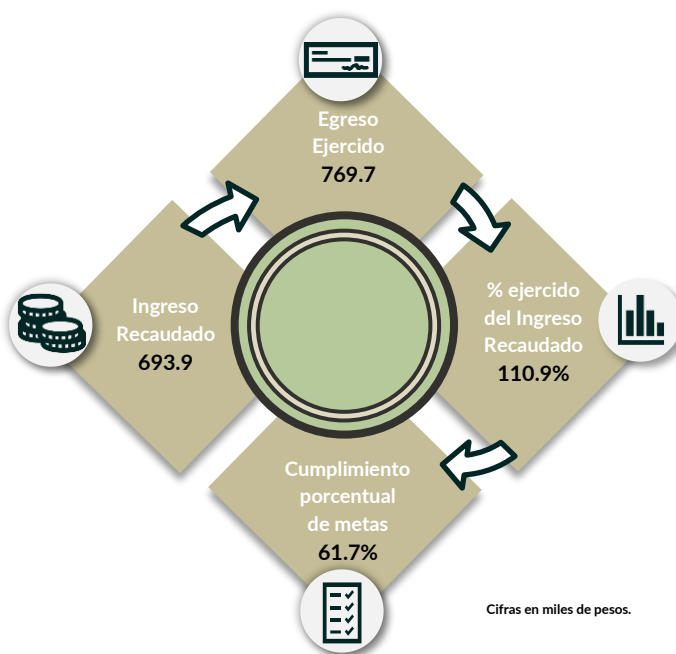 Egreso
Ejercido
769.7
Ingreso
Recaudado
693.9
% ejercido
del Ingreso
Recaudado
110.9%
Cumplimiento
porcentual
de metas
61.7%
Cifras en miles de pesos.